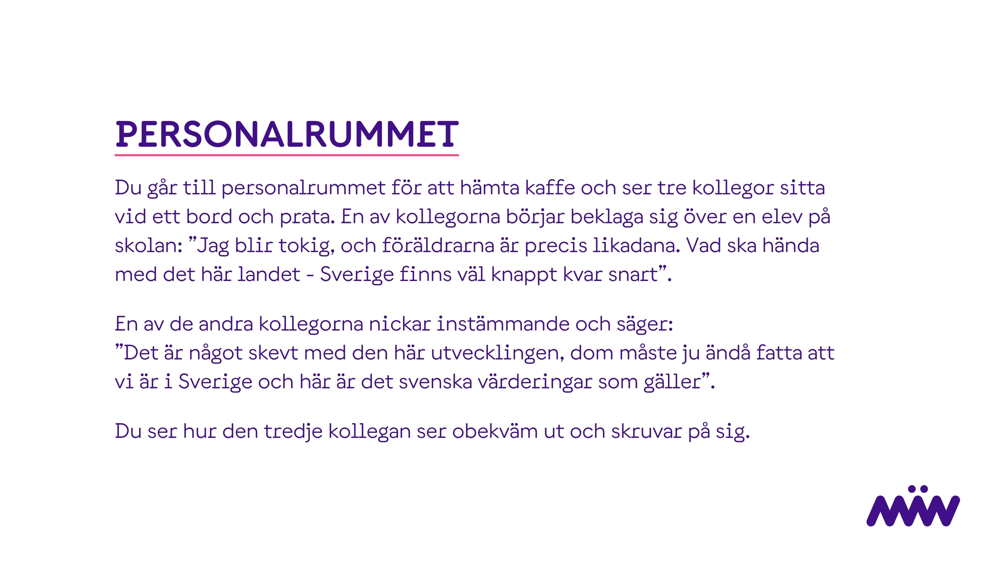 PERSONALRUMMET
Du går till personalrummet för att hämta kaffe och ser tre kollegor sitta
vid ett bord och prata. En av kollegorna börjar beklaga sig över en elev på
skolan: ”Jag blir tokig, och föräldrarna är precis likadana. Vad ska hända
med det här landet - Sverige finns väl knappt kvar snart”.
En av de andra kollegorna nickar instämmande och säger:
”Det är något skevt med den här utvecklingen, dom måste ju ändå fatta att
vi är i Sverige och här är det svenska värderingar som gäller”.
Du ser hur den tredje kollegan ser obekväm ut och skruvar på sig.